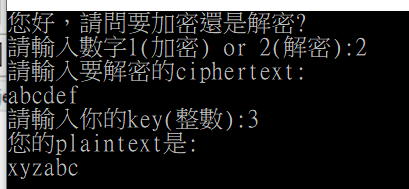 您好，請問要加密還是解密?
請輸入數字1(加密) or 2(解密):2
請輸入要解密的ciphertext:
abcdef
請輸入你的key(整數):3
您的plaintext是:
xyzabc